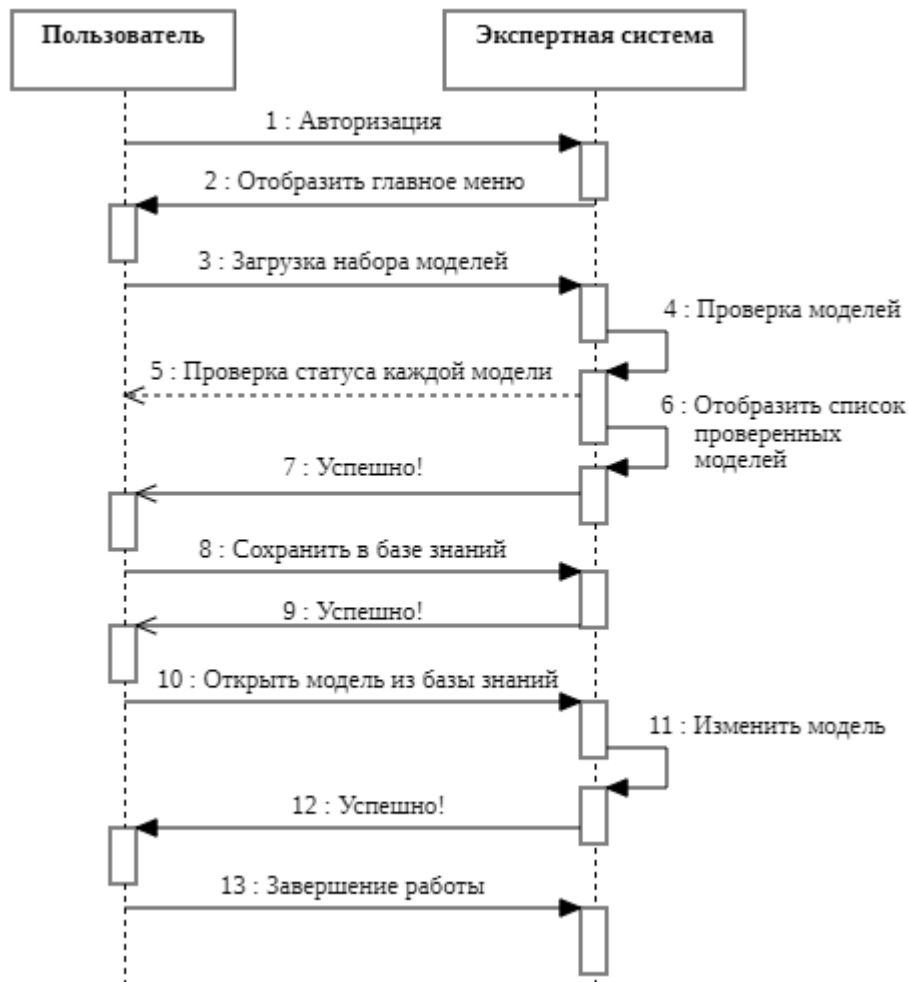 Пользователь
Экспертная система
1 : Авторизация
2 : Отобразить главное меню
3 : Загрузка набора моделей
4 : Проверка моделей
5 : Проверка статуса каждой модели
6 : Отобразить список
проверенных
моделей
7 : Успешно!
8 : Сохранить в базе знаний
9 : Успешно!
10 : Открыть модель из базы знаний
11 : Изменить модель
12 : Успешно!
13 : Завершение работы